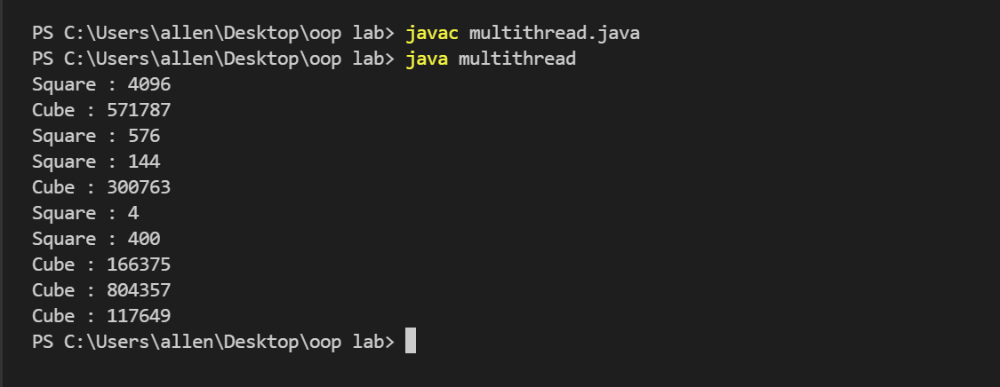 PS C:\Users\allen\Desktop\oop lab> javac multithread.java
PS C:\Users\allen\Desktop\oop lab> java multithread
Square : 4096
Cube : 571787
Square : 576
Square : 144
Cube : 300763
Square : 4
Square : 400
Cube : 166375
Cube : 804357
Cube : 117649
PS C:\Users\allen\Desktop\oop lab>